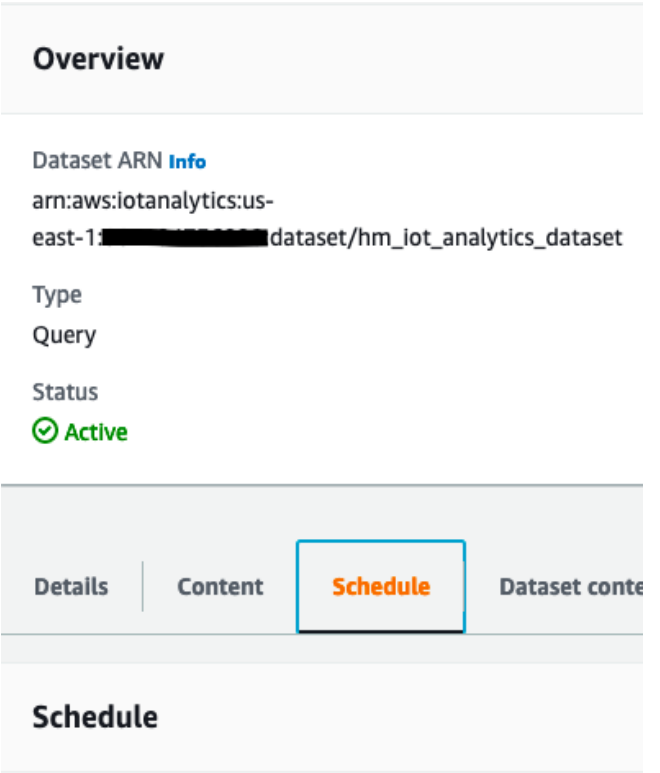 Overview
Dataset ARN Info
arn:aws:iotanalytics:us-
east-1:dataset/hm_iot_analytics_dataset
Type
Query
Status
Active
Details Content Schedule Dataset conte
Schedule